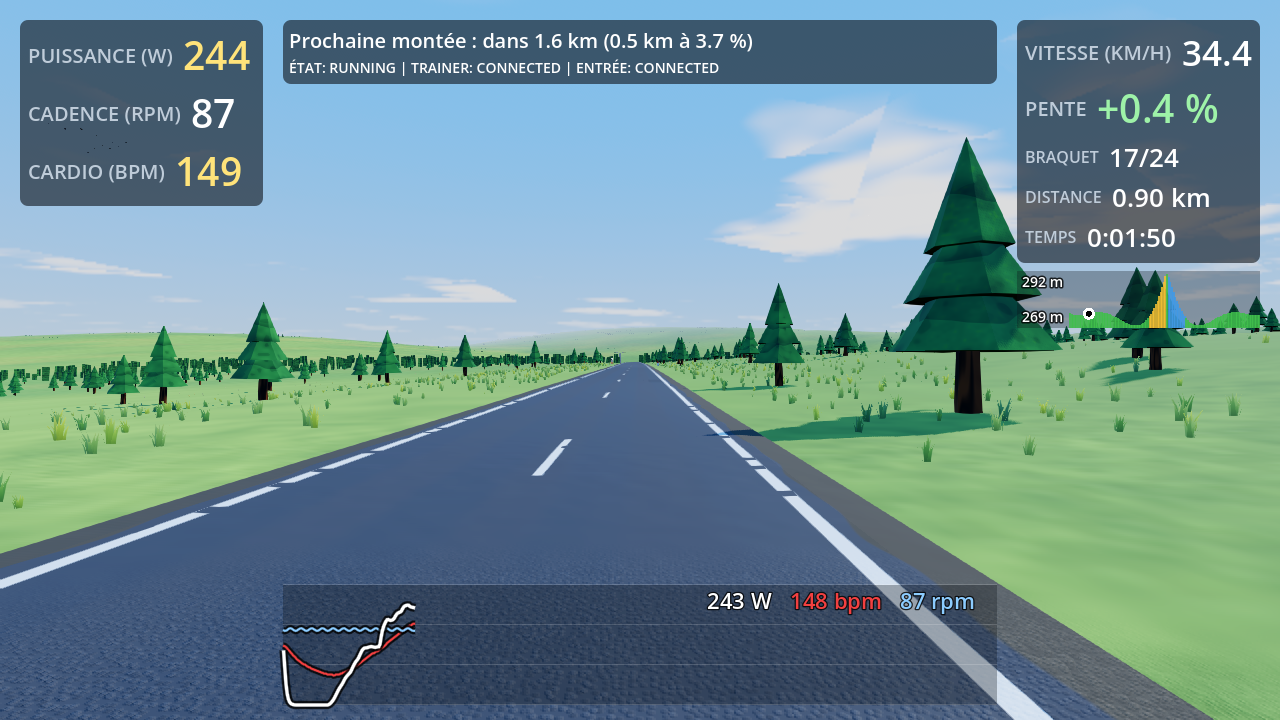 PUISSANCE (W) 244
CADENCE (RPM) 87
CARDIO (BPM) 149
Prochaine montée : dans 1.6 km (0.5 km à 3.7 %)
ÉTAT: RUNNING | TRAINER: CONNECTED | ENTRÉE: CONNECTED
VITESSE (KM/H) 34.4
PENTE +0.4 %
BRAQUET 17/24
DISTANCE 0.90 km
TEMPS 0:01:50
292 m
269 m
243 W 148 bpm 87 rpm